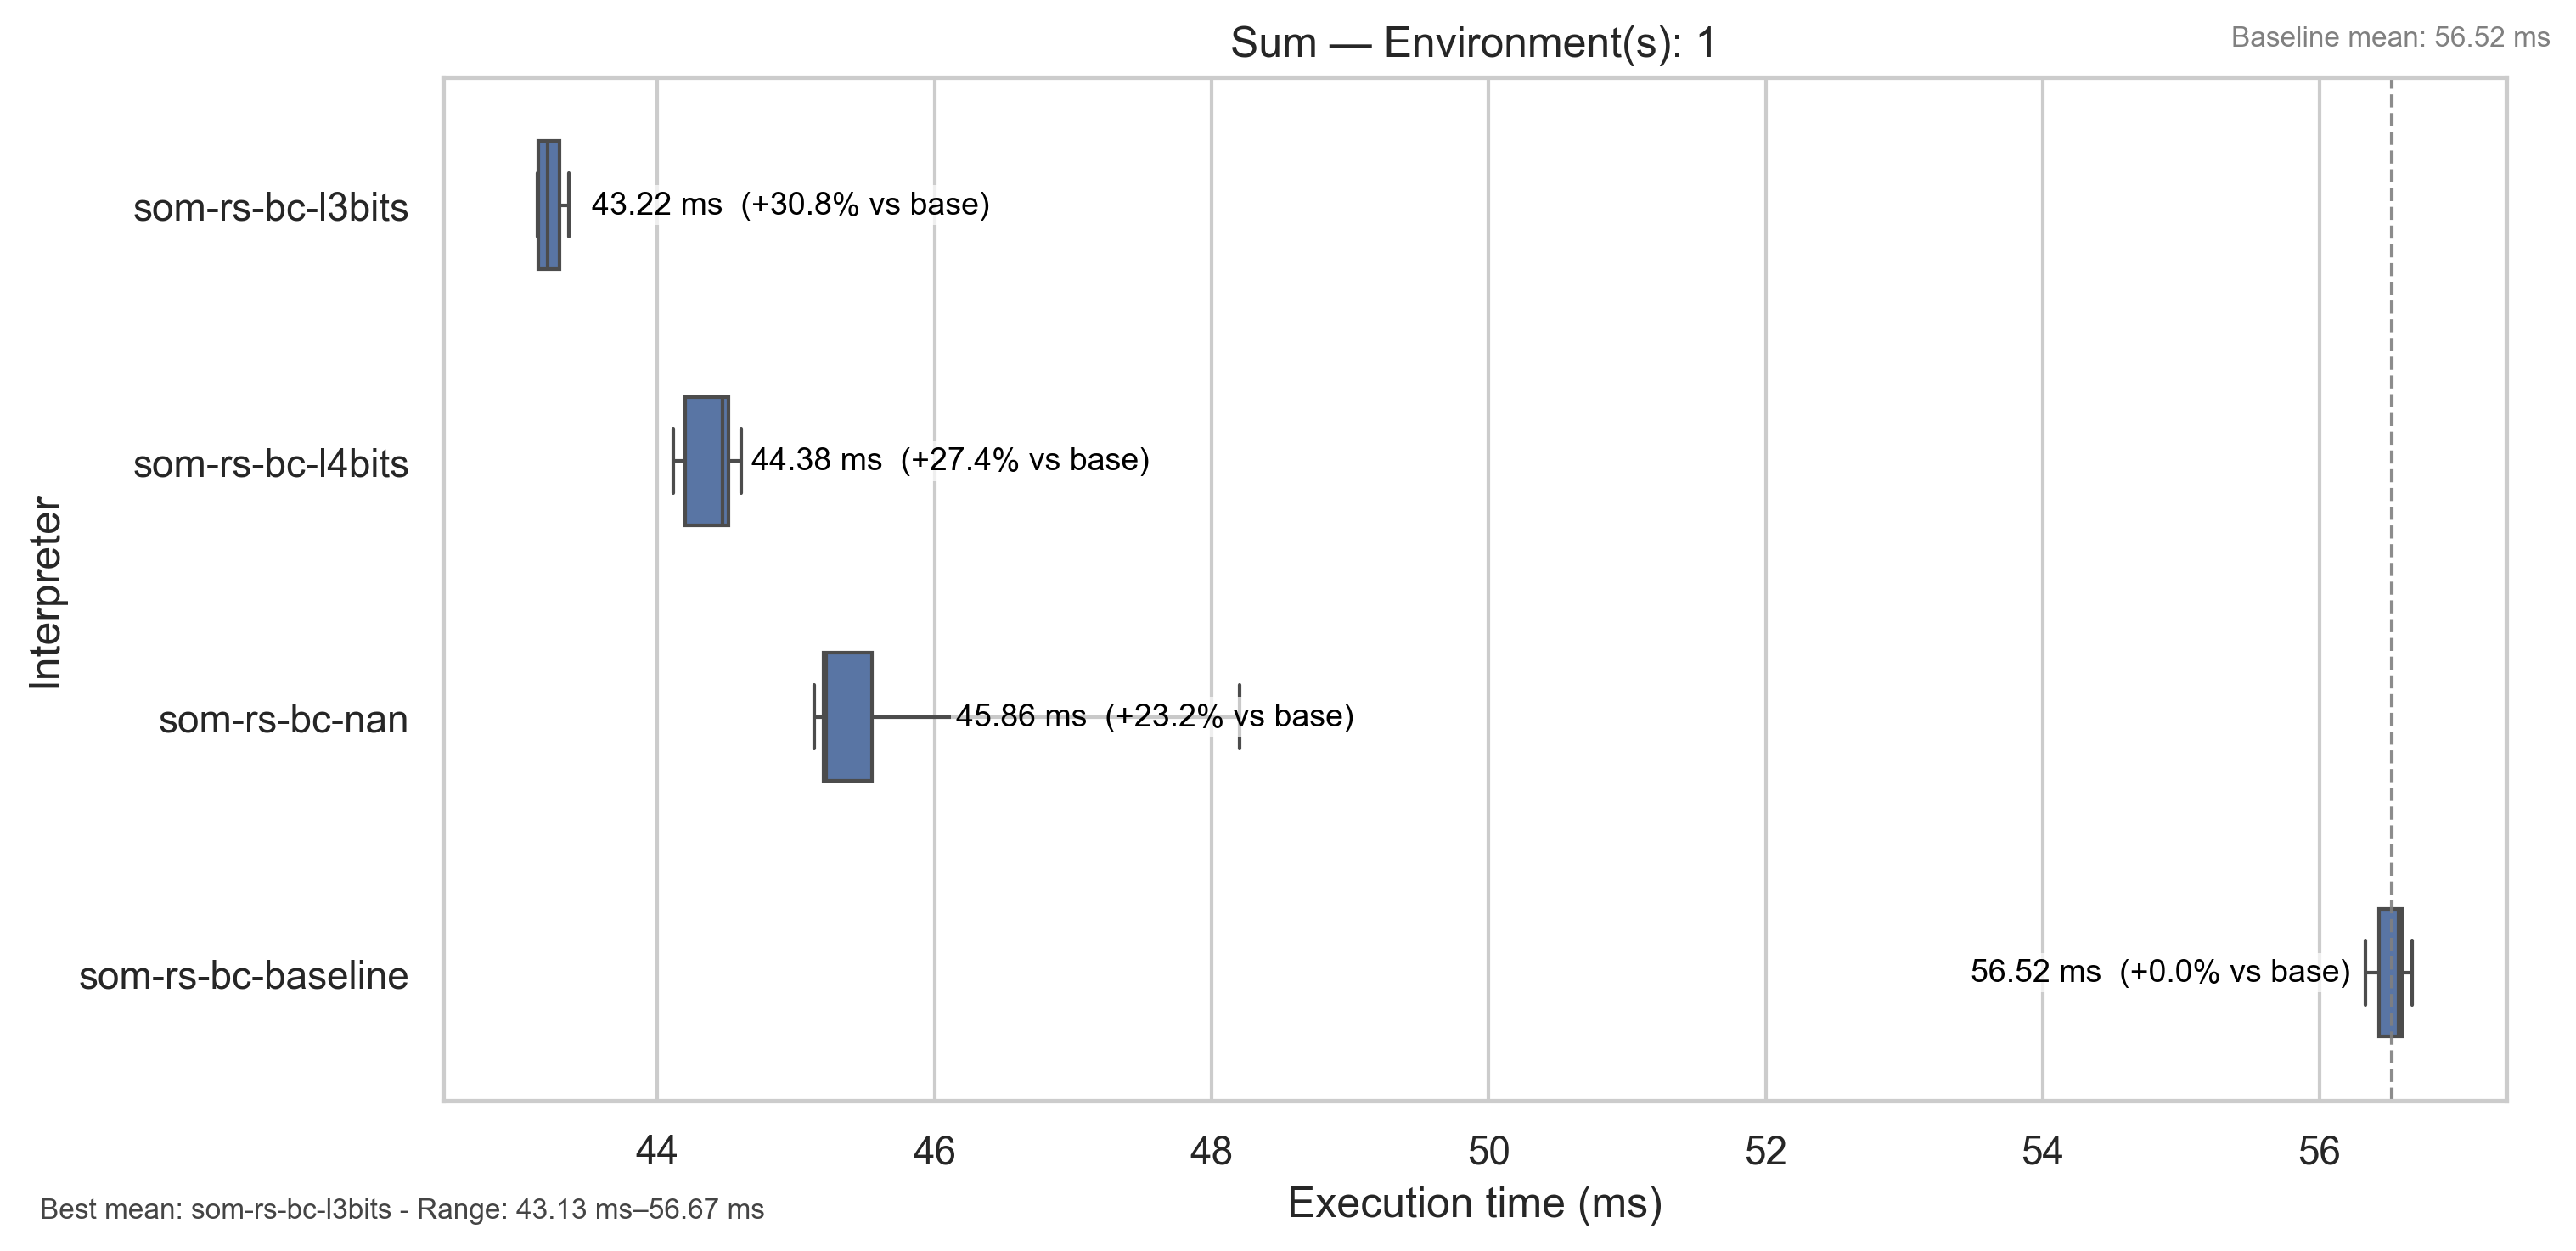 Sum — Environment(s): 1
Baseline mean: 56.52 ms
Interpreter
som-rs-bc-l3bits
43.22 ms  (+30.8% vs base)
som-rs-bc-l4bits
44.38 ms  (+27.4% vs base)
som-rs-bc-nan
45.86 ms  (+23.2% vs base)
som-rs-bc-baseline
56.52 ms  (+0.0% vs base)
44 46 48 50 52 54 56
Execution time (ms)
Best mean: som-rs-bc-l3bits - Range: 43.13 ms–56.67 ms